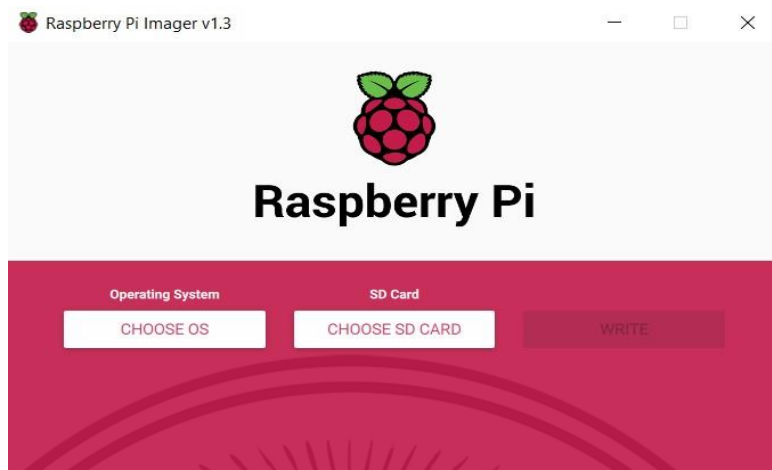 Raspberry Pi Imager v1.3
Raspberry Pi
Operating System
SD Card
CHOOSE OS
CHOOSE SD CARD
WRITE